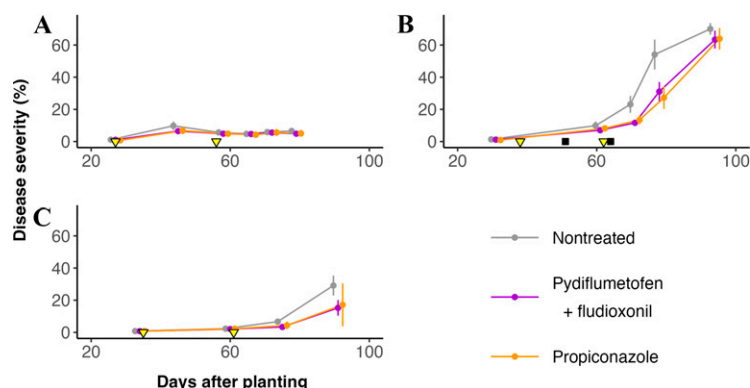 A
B
60
40
20
0
20
60
100
60
40
20
0
20
60
100
Disease severity (%)
C
60
40
20
0
20
60
100
Days after planting
Nontreated
Pydiflumetofen
+ fludioxonil
Propiconazole